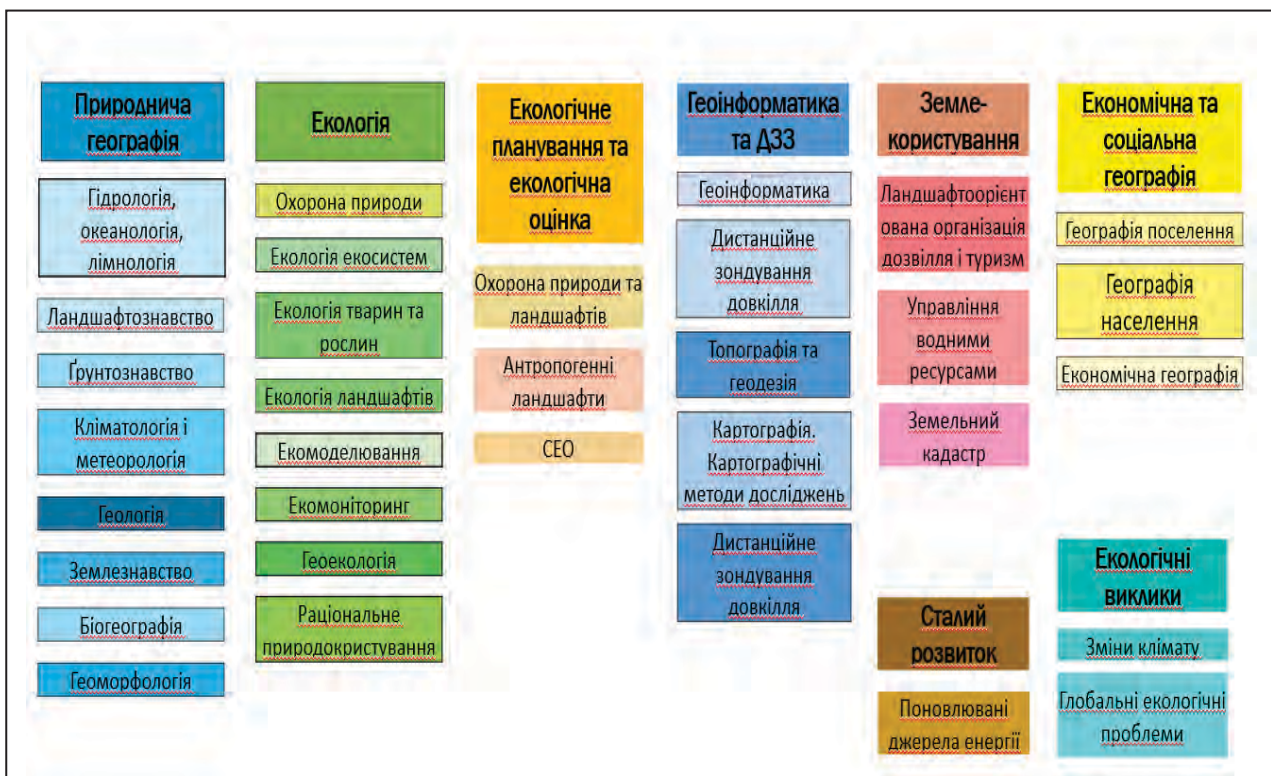 Природнича
географія
Гідрологія,
океанологія,
лімнологія
Ландшафтознавство
Ґрунтознавство
Кліматологія і
метеорологія
Геологія
Землезнавство
Біогеографія
Геоморфологія
Екологія
Охорона природи
Екологія екосистем
Екологія тварин та
рослин
Екологія ландшафтів
Екомоделювання
Екомоніторинг
Геоекологія
Раціональне
природокристування
Екологічне
планування та
екологічна
оцінка
Охорона природи та
ландшафтів
Антропогенні
ландшафти
СЕО
Геоінформатика
та ДЗЗ
Геоінформатика
Дистанційне
зондування
довкілля
Топографія та
геодезія
Картографія.
Картографічні
методи досліджень
Дистанційне
зондування
довкілля
Земле-
користування
Ландшафтоорієнт
ована організація
дозвілля і туризм
Управління
водними
ресурсами
Земельний
кадастр
Сталий
розвиток
Поновлювані
джерела енергії
Економічна та
соціальна
географія
Географія поселення
Географія
населення
Економічна географія
Екологічні
виклики
Зміни клімату
Глобальні екологічні
проблеми